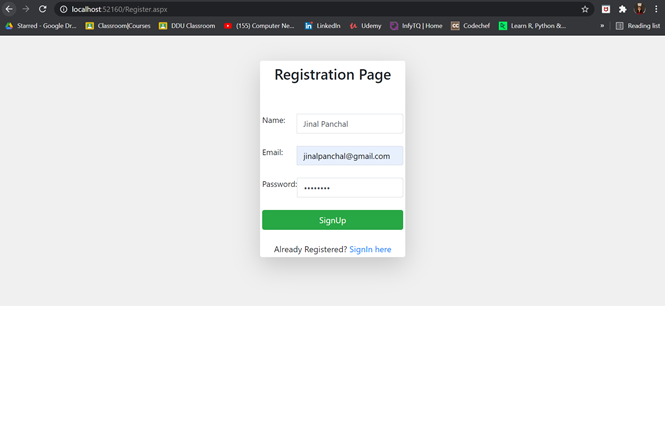 localhost:52160/Register.aspx
Starred - Google Dr... Classroom|Courses DDU Classroom (155) Computer Ne... LinkedIn Udemy InfyTQ | Home Codechef Learn R, Python &... » Reading list
Registration Page
Name: Jinal Panchal
Email: jinalpanchal@gmail.com
Password: ••••••••
SignUp
Already Registered? SignIn here